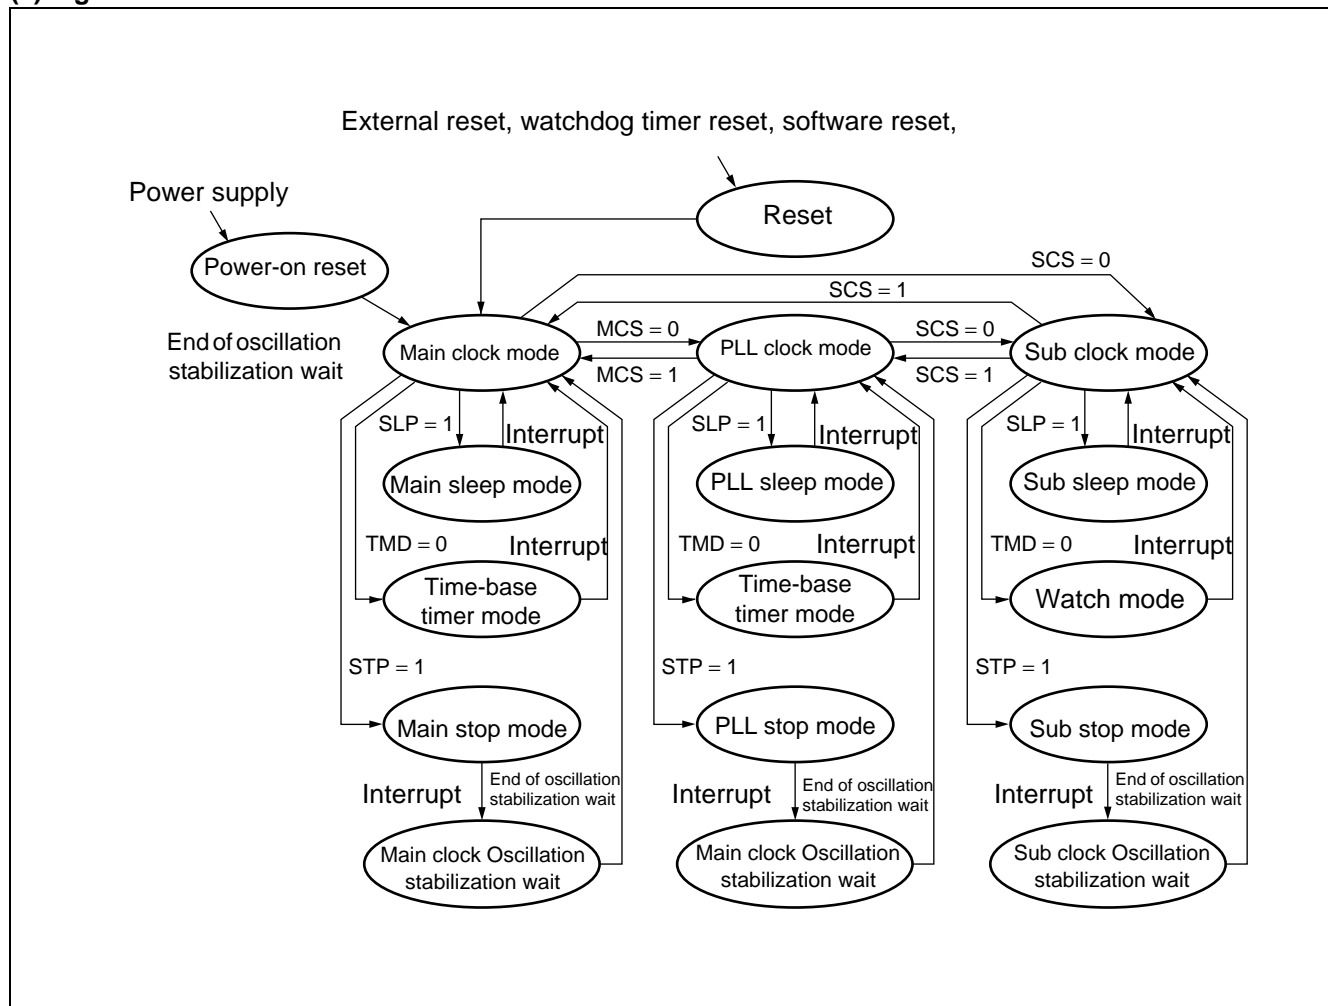 External reset, watchdog timer reset, software reset,
Power supply
Reset
Power-on reset
SCS = 0
SCS = 1
End of oscillation
stabilization wait
Main clock mode
MCS = 0
MCS = 1
PLL clock mode
SCS = 0
SCS = 1
Sub clock mode
SLP = 1
Interrupt
SLP = 1
Interrupt
SLP = 1
Interrupt
Main sleep mode
PLL sleep mode
Sub sleep mode
TMD = 0
Interrupt
TMD = 0
Interrupt
TMD = 0
Interrupt
Time-base
timer mode
Time-base
timer mode
Watch mode
STP = 1
STP = 1
STP = 1
Main stop mode
PLL stop mode
Sub stop mode
Interrupt
End of oscillation
stabilization wait
Interrupt
End of oscillation
stabilization wait
Interrupt
End of oscillation
stabilization wait
Main clock Oscillation
stabilization wait
Main clock Oscillation
stabilization wait
Sub clock Oscillation
stabilization wait